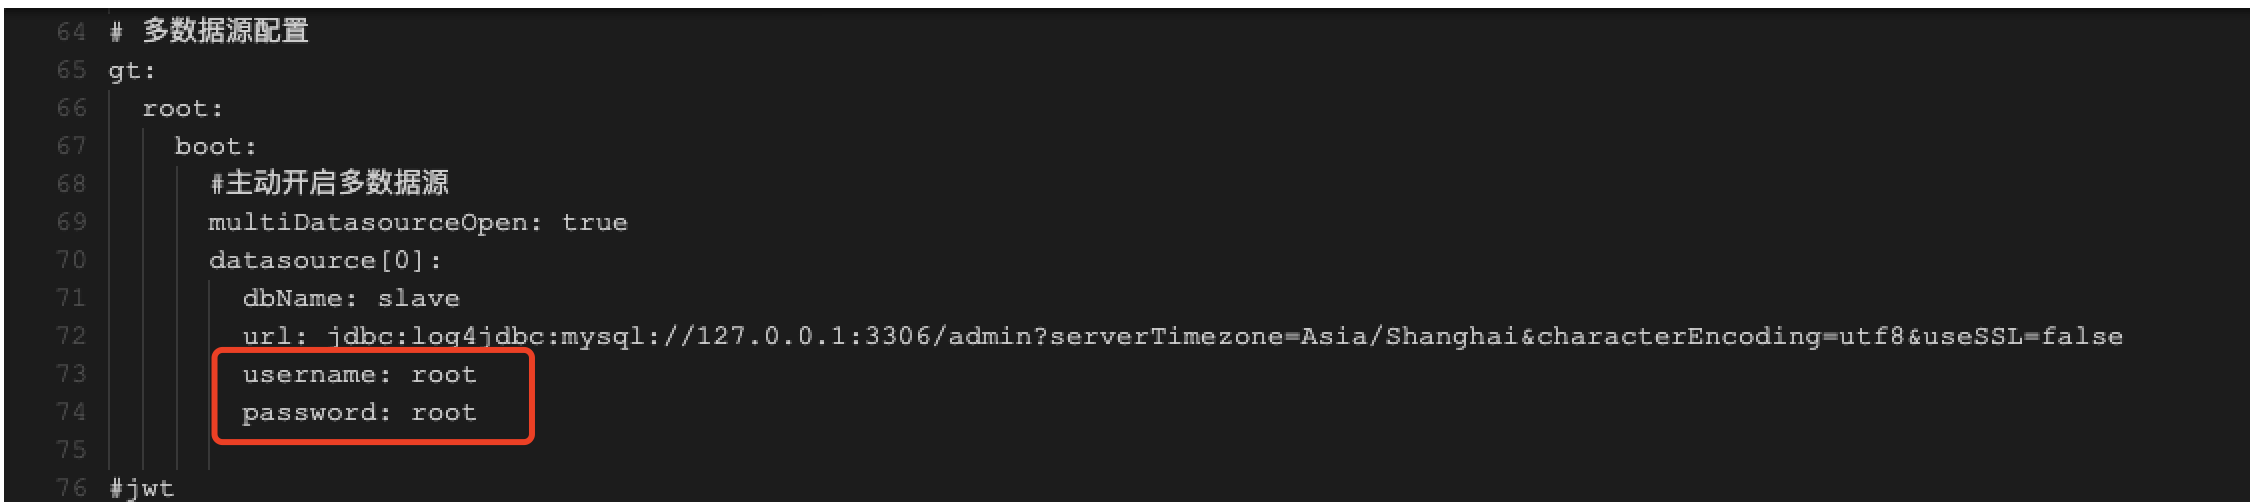 64 # 多数据源配置
65 gt:
66 root:
67 boot:
68 #主动开启多数据源
69 multiDatasourceOpen: true
70 datasource[0]:
71 dbName: slave
72 url: jdbc:log4jdbc:mysql://127.0.0.1:3306/admin?serverTimezone=Asia/Shanghai&characterEncoding=utf8&useSSL=false
73 username: root
74 password: root
75
76 #jwt